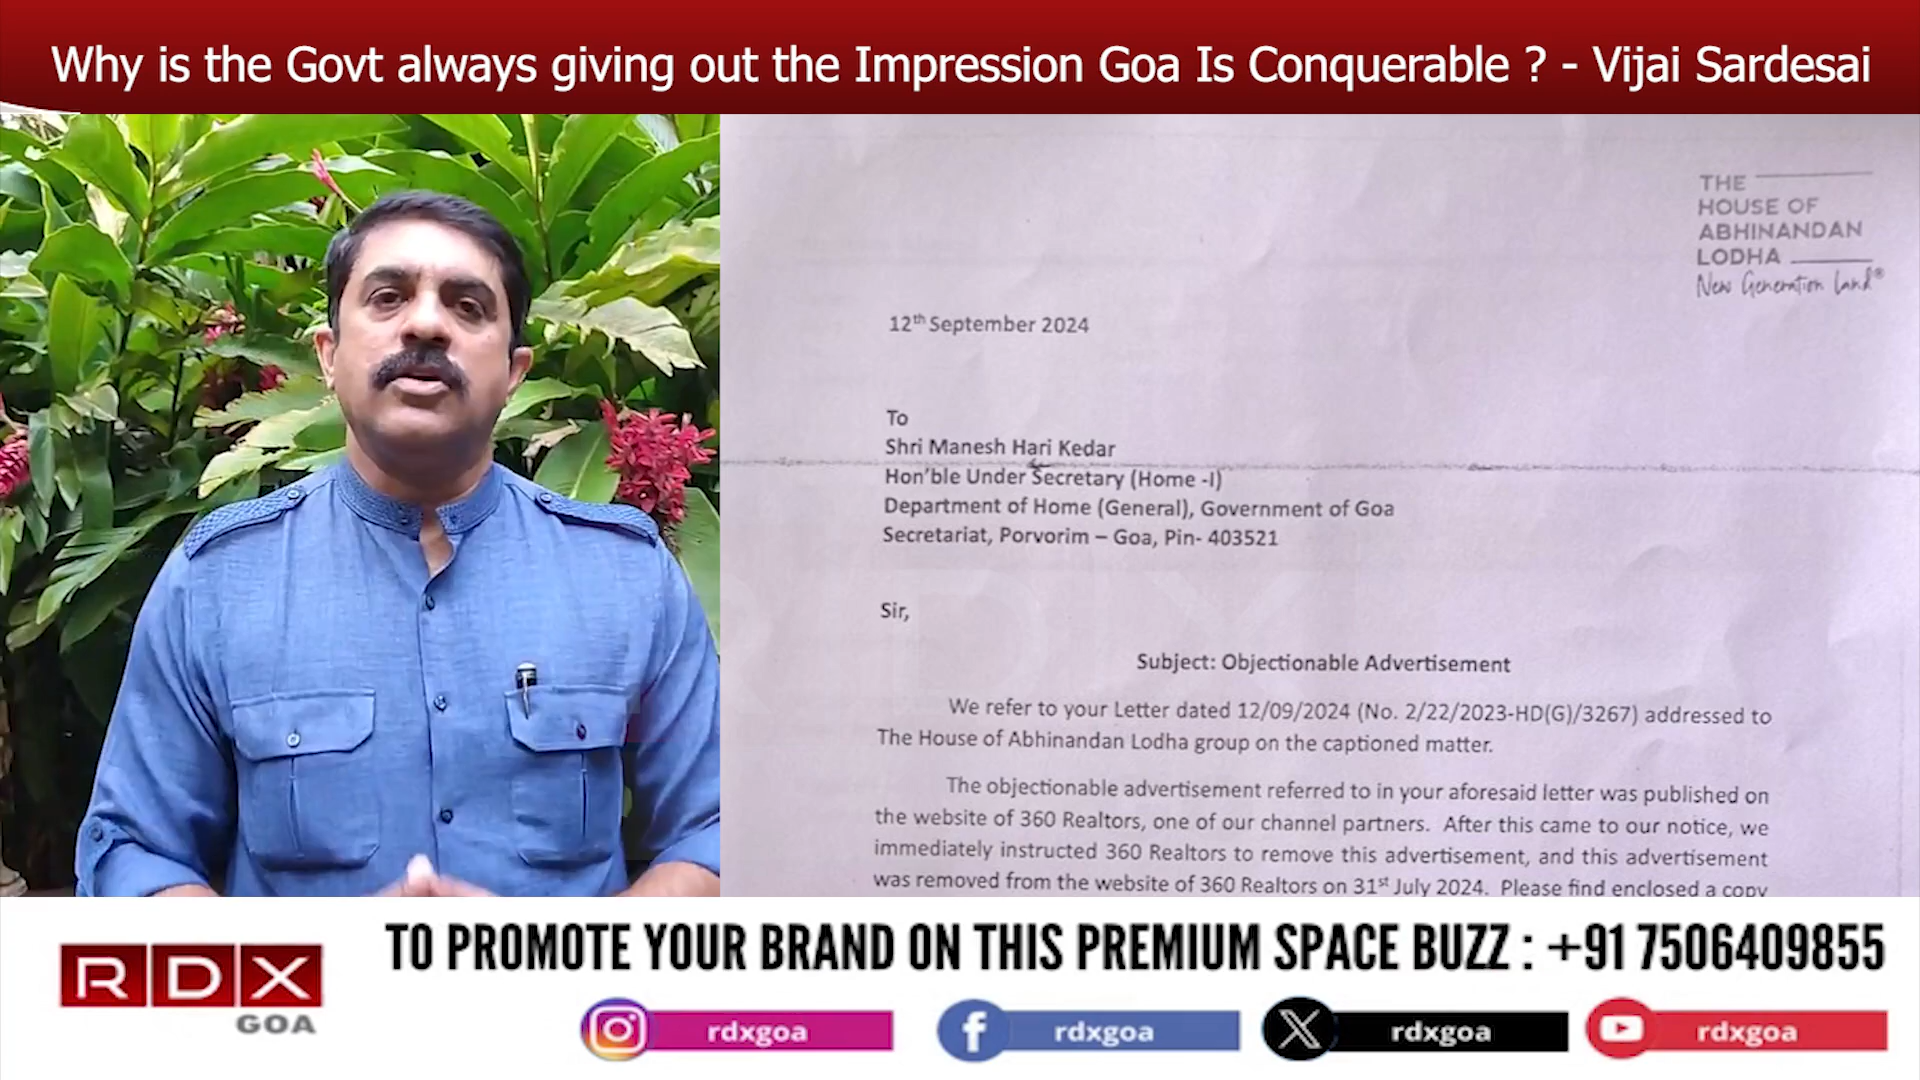 Why is the Govt always giving out the Impression Goa Is Conquerable ? - Vijai Sardesai
THE
HOUSE OF
ABHINANDAN
LODHA
New Generation Land®
12th September 2024
To
Shri Manesh Hari Kedar
Hon'ble Under Secretary (Home -I)
Department of Home (General), Government of Goa
Secretariat, Porvorim – Goa, Pin- 403521
Sir,
Subject: Objectionable Advertisement
We refer to your Letter dated 12/09/2024 (No. 2/22/2023-HD(G)/3267) addressed to
The House of Abhinandan Lodha group on the captioned matter.
The objectionable advertisement referred to in your aforesaid letter was published on
the website of 360 Realtors, one of our channel partners. After this came to our notice, we
immediately instructed 360 Realtors to remove this advertisement, and this advertisement
was removed from the website of 360 Realtors on 31st July 2024. Please find enclosed a copy
RDX
GOA
TO PROMOTE YOUR BRAND ON THIS PREMIUM SPACE BUZZ : +91 7506409855
rdxgoa
rdxgoa
rdxgoa
rdxgoa